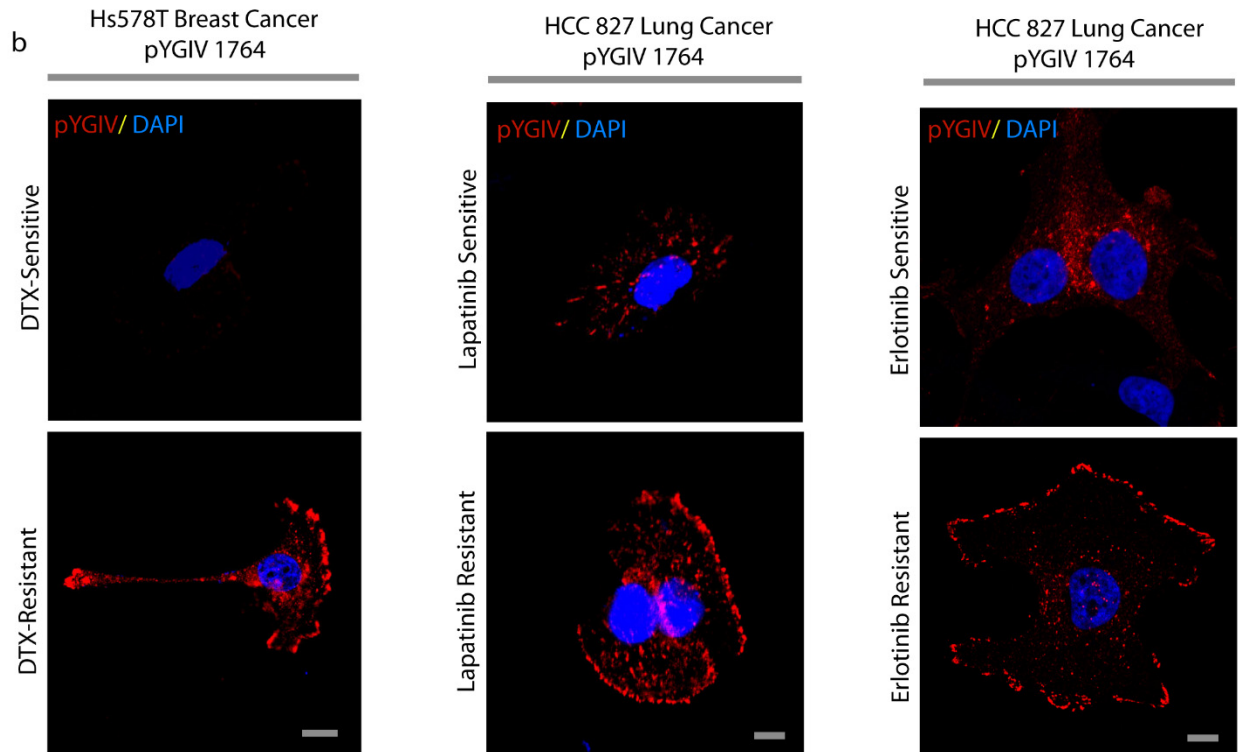 b
Hs578T Breast Cancer
pYGIV 1764
HCC 827 Lung Cancer
pYGIV 1764
HCC 827 Lung Cancer
pYGIV 1764
DTX-Sensitive
pYGIV/ DAPI
Lapatinib Sensitive
pYGIV/ DAPI
Erlotinib Sensitive
pYGIV/ DAPI
DTX-Resistant
Lapatinib Resistant
Erlotinib Resistant